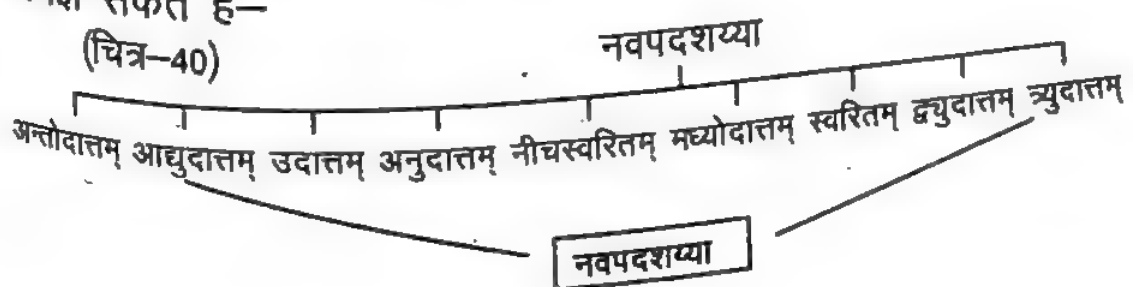 सकते हैं—
(चित्र–40)
नवपदशय्या
अन्तोदात्तम् आद्युदात्तम् उदात्तम् अनुदात्तम् नीचस्वरितम् मध्योदात्तम् स्वरितम् द्व्युदात्तम् त्र्युदात्तम्
नवपदशय्या